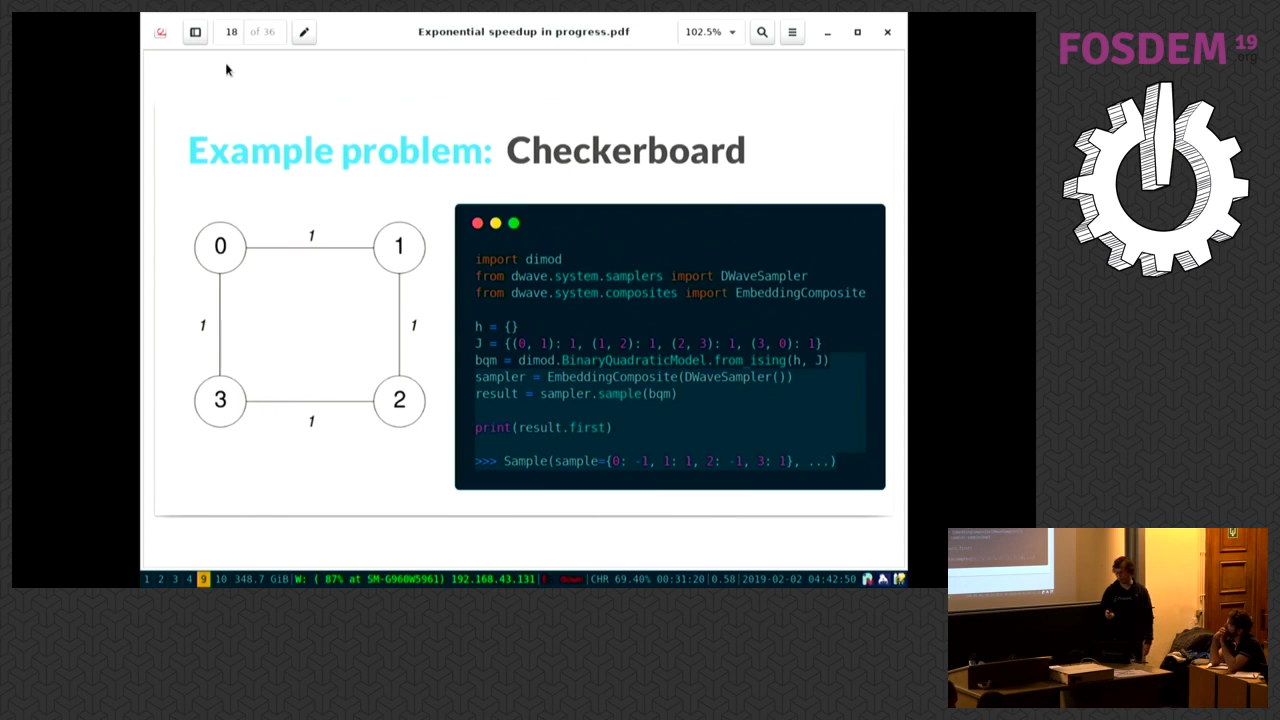 18 of 36
Exponential speedup in progress.pdf
102.5%
FOSDEM 19
.org
Example problem: Checkerboard
0
1
1
1
1
3
1
2
import dimod
from dwave.system.samplers import DWaveSampler
from dwave.system.composites import EmbeddingComposite
h = {}
J = {(0, 1): 1, (1, 2): 1, (2, 3): 1, (3, 0): 1}
bqm = dimod.BinaryQuadraticModel.from_ising(h, J)
sampler = EmbeddingComposite(DWaveSampler())
result = sampler.sample(bqm)
print(result.first)
>>> Sample(sample={0: -1, 1: 1, 2: -1, 3: 1}, ...)
1 2 3 4 9 10 348.7 GiB|W: ( 87% at SM-G960W5961) 192.168.43.131| down|CHR 69.40% 00:31:20|0.58|2019-02-02 04:42:50